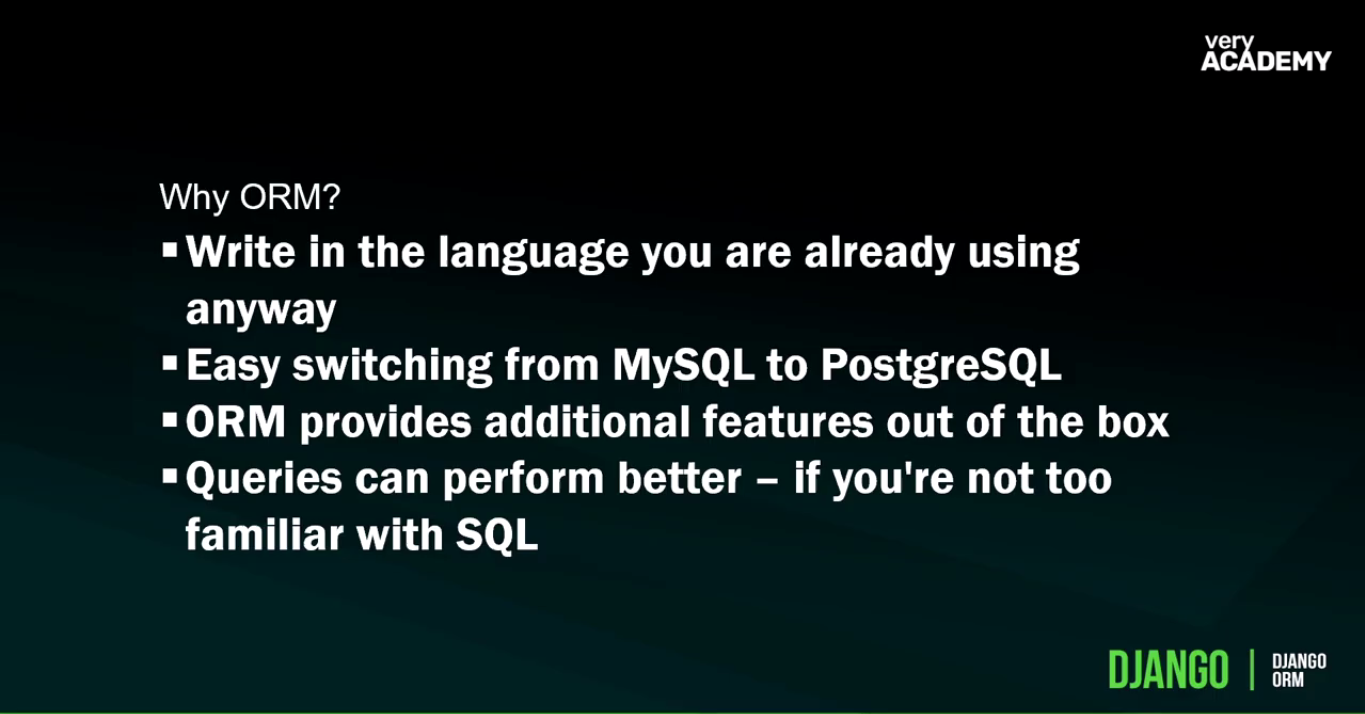 very
ACADEMY
Why ORM?
▪Write in the language you are already using
anyway
▪Easy switching from MySQL to PostgreSQL
▪ORM provides additional features out of the box
▪Queries can perform better – if you're not too
familiar with SQL
DJANGO | DJANGO
ORM